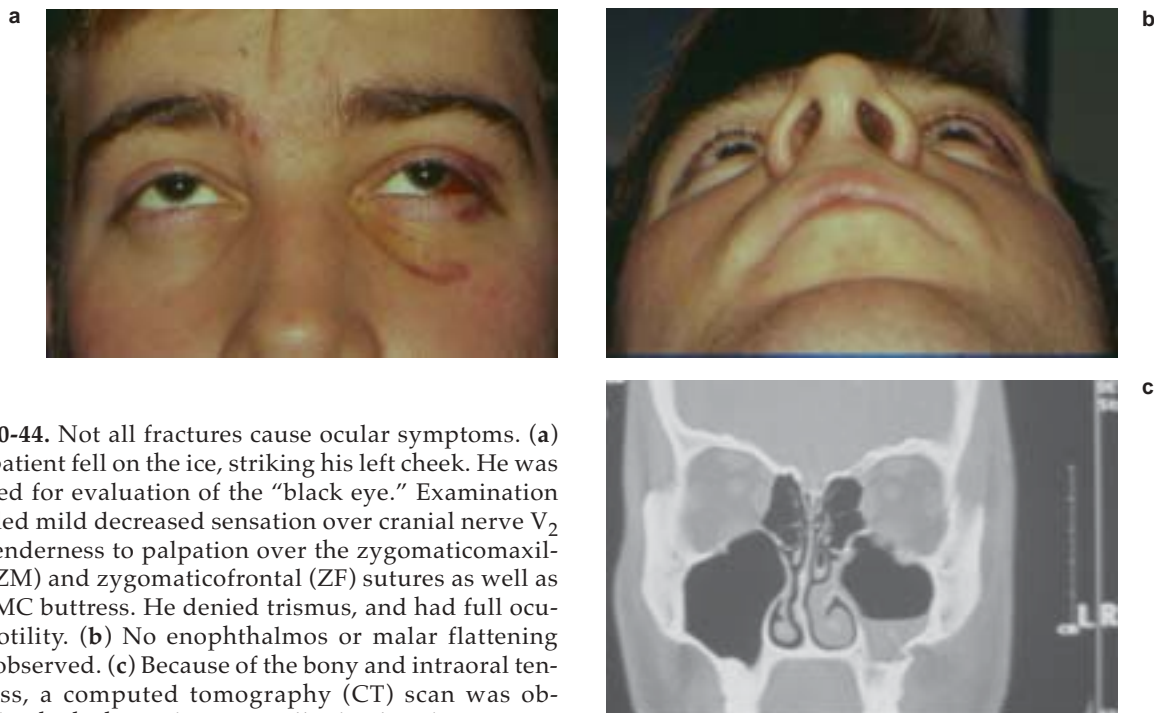 a
b
c
0-44. Not all fractures cause ocular symptoms. (a)
patient fell on the ice, striking his left cheek. He was
ed for evaluation of the “black eye.” Examination
led mild decreased sensation over cranial nerve V2
enderness to palpation over the zygomaticomaxil-
ZM) and zygomaticofrontal (ZF) sutures as well as
MC buttress. He denied trismus, and had full ocu-
otility. (b) No enophthalmos or malar flattening
observed. (c) Because of the bony and intraoral ten-
ss, a computed tomography (CT) scan was ob-
L R